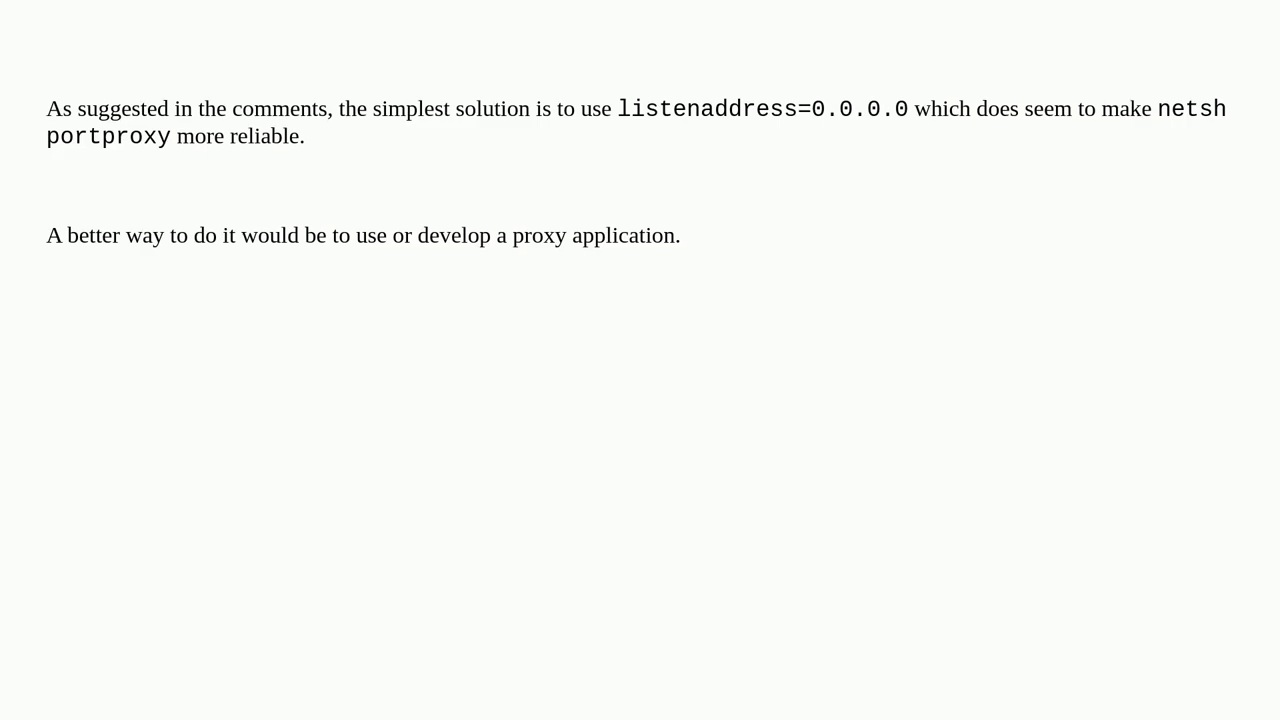 As suggested in the comments, the simplest solution is to use listenaddress=0.0.0.0 which does seem to make netsh
portproxy more reliable.
A better way to do it would be to use or develop a proxy application.